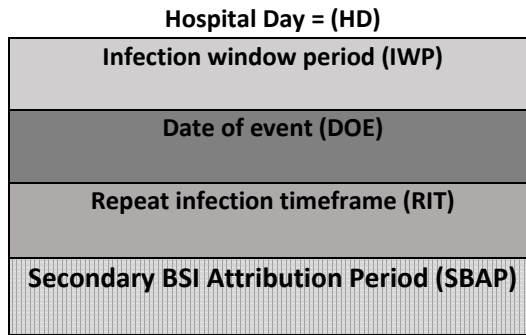 Hospital Day = (HD)
Infection window period (IWP)
Date of event (DOE)
Repeat infection timeframe (RIT)
Secondary BSI Attribution Period (SBAP)